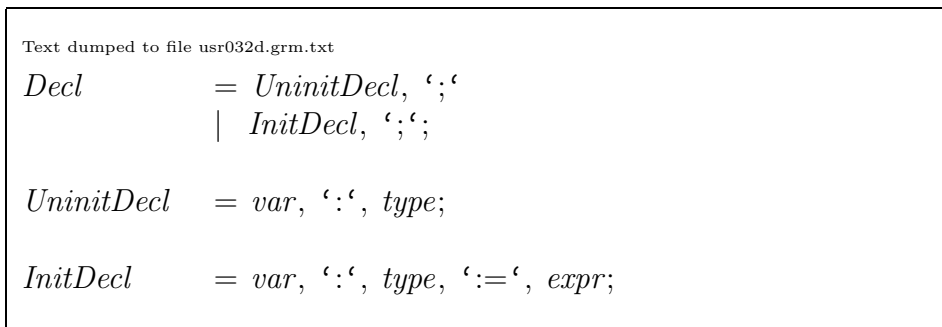 Text dumped to file usr032d.grm.txt
Decl = UninitDecl, ‘;‘
| InitDecl, ‘;‘;
UninitDecl = var, ‘:‘, type;
InitDecl = var, ‘:‘, type, ‘:=‘, expr;